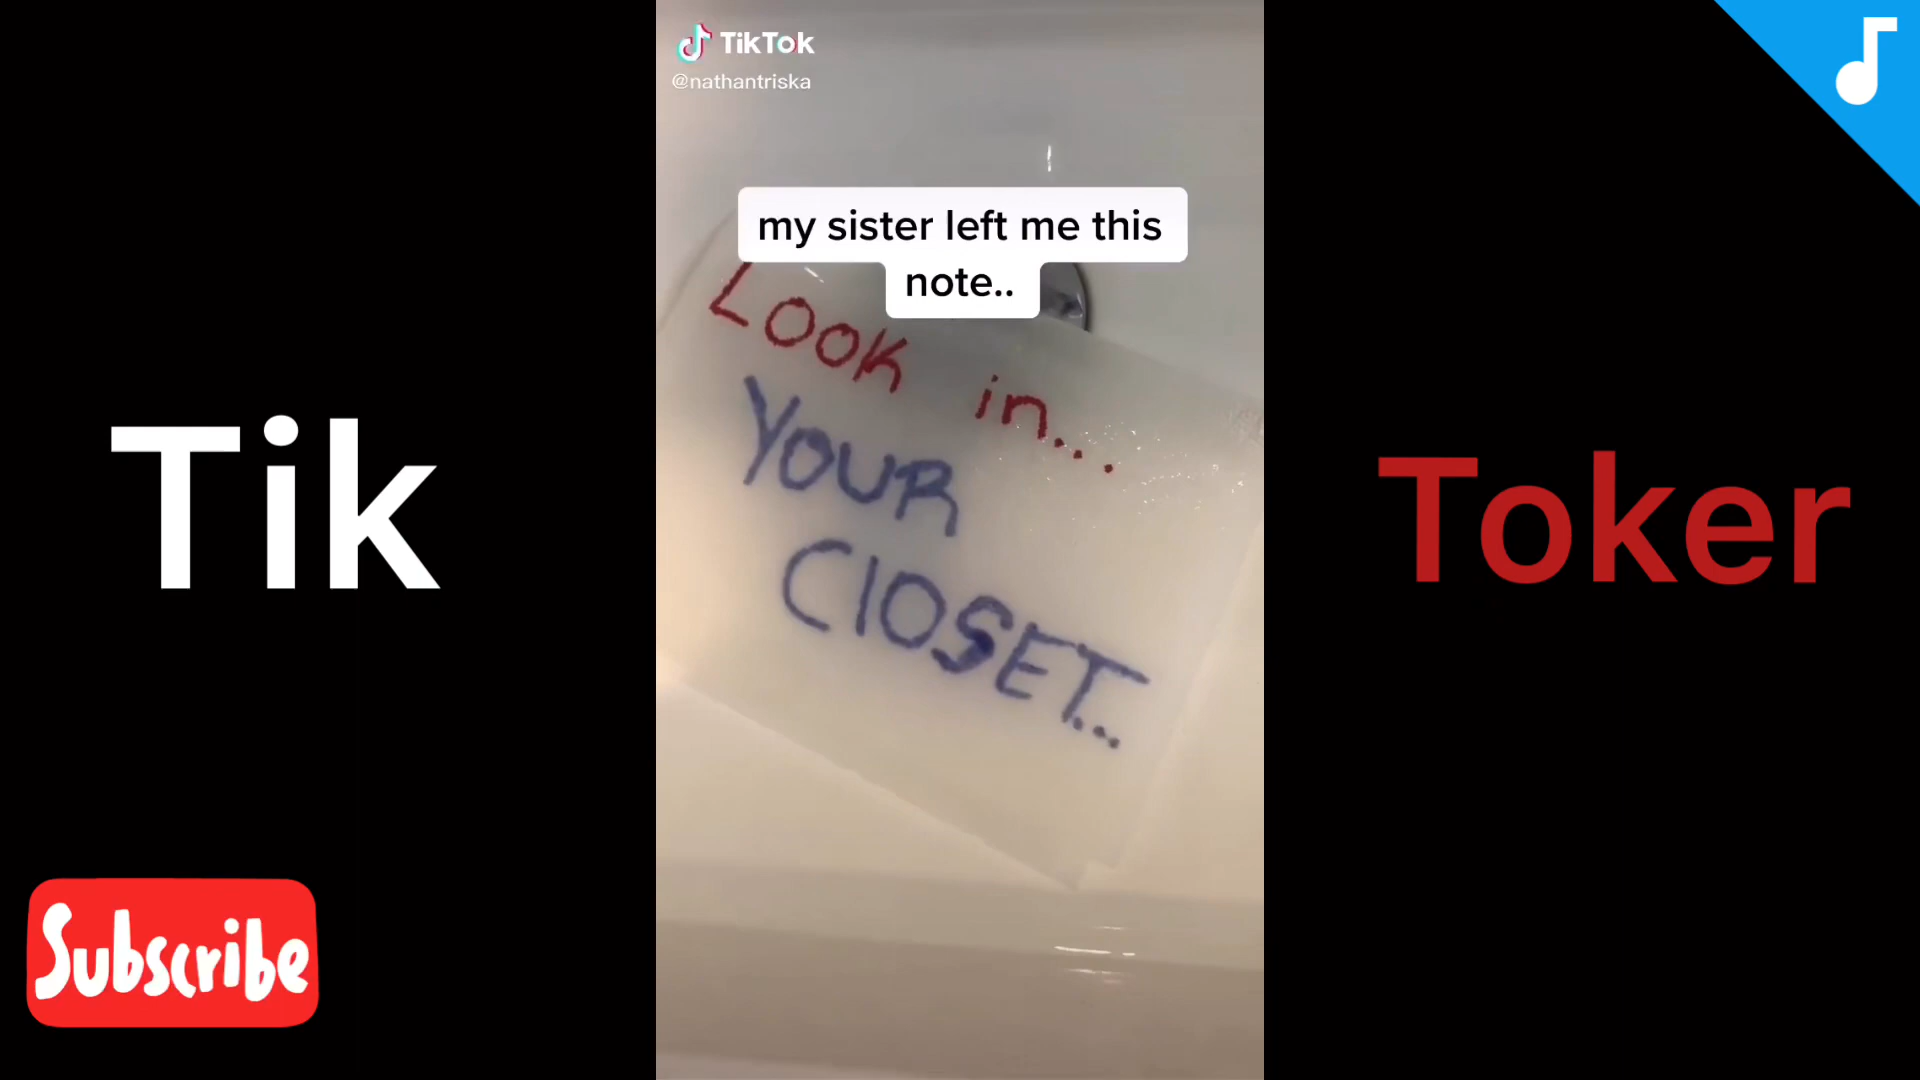 TikTok
@nathantriska
my sister left me this
note..
Look in...
YOUR
ClOSET...
Tik
Toker
Subscribe